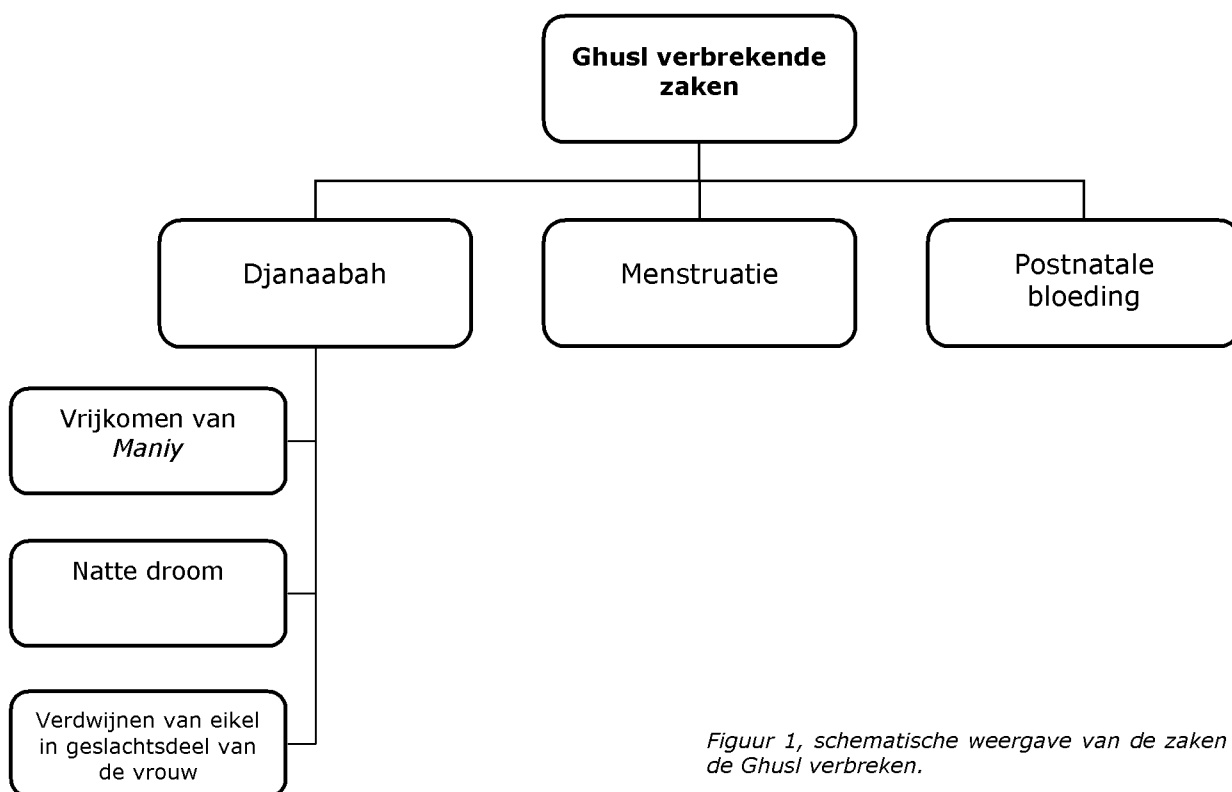 Ghusl verbrekende
zaken
Djanaabah
Menstruatie
Postnatale
bloeding
Vrijkomen van
Maniy
Natte droom
Verdwijnen van eikel
in geslachtsdeel van
de vrouw
Figuur 1, schematische weergave van de zaken
de Ghusl verbreken.